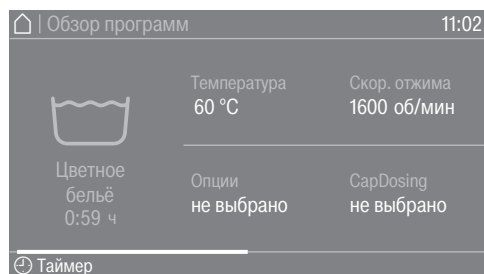 | Обзор программ 11:02
Температура
60 °C
Скор. отжима
1600 об/мин
Цветное
бельё
0:59 ч
Опции
не выбрано
CapDosing
не выбрано
Таймер